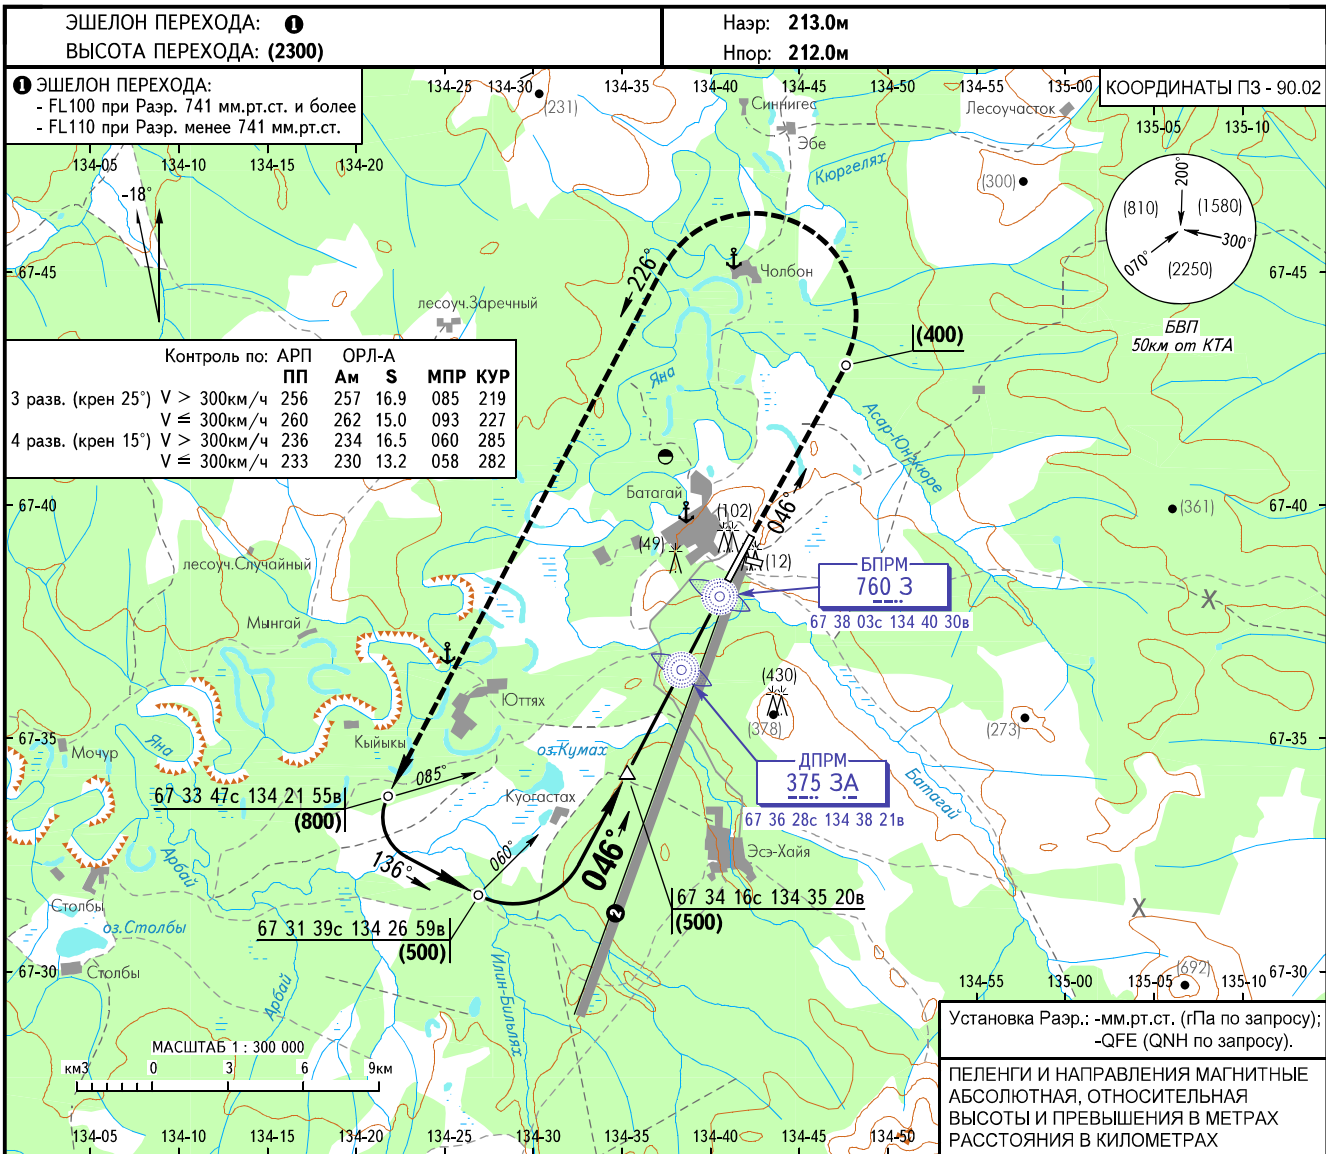 ЭШЕЛОН ПЕРЕХОДА: ❶
ВЫСОТА ПЕРЕХОДА: (2300)
Наэр: 213.0м
Нпор: 212.0м
❶ ЭШЕЛОН ПЕРЕХОДА:
- FL100 при Раэр. 741 мм.рт.ст. и более
- FL110 при Раэр. менее 741 мм.рт.ст.
КООРДИНАТЫ ПЗ - 90.02
134-25 134-30 134-35 134-40 134-45 134-50 134-55 135-00
135-05 135-10
134-05 134-10 134-15 134-20
(231)
Синнигес
Эбе
Лесоучасток
Кюргелях
(300)
-18°
200°
(810) (1580)
070° 300°
(2250)
БВП
50км от КТА
67-45
67-45
226°
Чолбон
лесоуч.Заречный
(400)
Яна
Контроль по: АРП ОРЛ-А
ПП Ам S МПР КУР
3 разв. (крен 25°) V > 300км/ч 256 257 16.9 085 219
V ≤ 300км/ч 260 262 15.0 093 227
4 разв. (крен 15°) V > 300км/ч 236 234 16.5 060 285
V ≤ 300км/ч 233 230 13.2 058 282
Асар-Юнгкюре
67-40
67-40
Батагай
(102)
046°
(361)
(49)
(12)
лесоуч.Случайный
БПРМ
760 З
67 38 03с 134 40 30в
Мынгай
(430)
(378)
(273)
Юттях
Кыйыкы
67-35
67-35
Мочур
Яна
оз.Кумах
085°
ДПРМ
375 ЗА
67 36 28с 134 38 21в
Батагай
67 33 47с 134 21 55в
(800)
Куогастах
060°
046°
136°
Эсэ-Хайя
Арбай
67 34 16с 134 35 20в
(500)
Столбы
оз.Столбы
67 31 39с 134 26 59в
(500)
❷
Столбы
67-30
67-30
(692)
134-55 135-00 135-05 135-10
Арбай
Илин-Бильлях
МАСШТАБ 1 : 300 000
км3 0 3 6 9км
Установка Раэр.: -мм.рт.ст. (гПа по запросу);
-QFE (QNH по запросу).
ПЕЛЕНГИ И НАПРАВЛЕНИЯ МАГНИТНЫЕ
АБСОЛЮТНАЯ, ОТНОСИТЕЛЬНАЯ
ВЫСОТЫ И ПРЕВЫШЕНИЯ В МЕТРАХ
РАССТОЯНИЯ В КИЛОМЕТРАХ
134-05 134-10 134-15 134-20 134-25 134-30 134-35 134-40 134-45 134-50